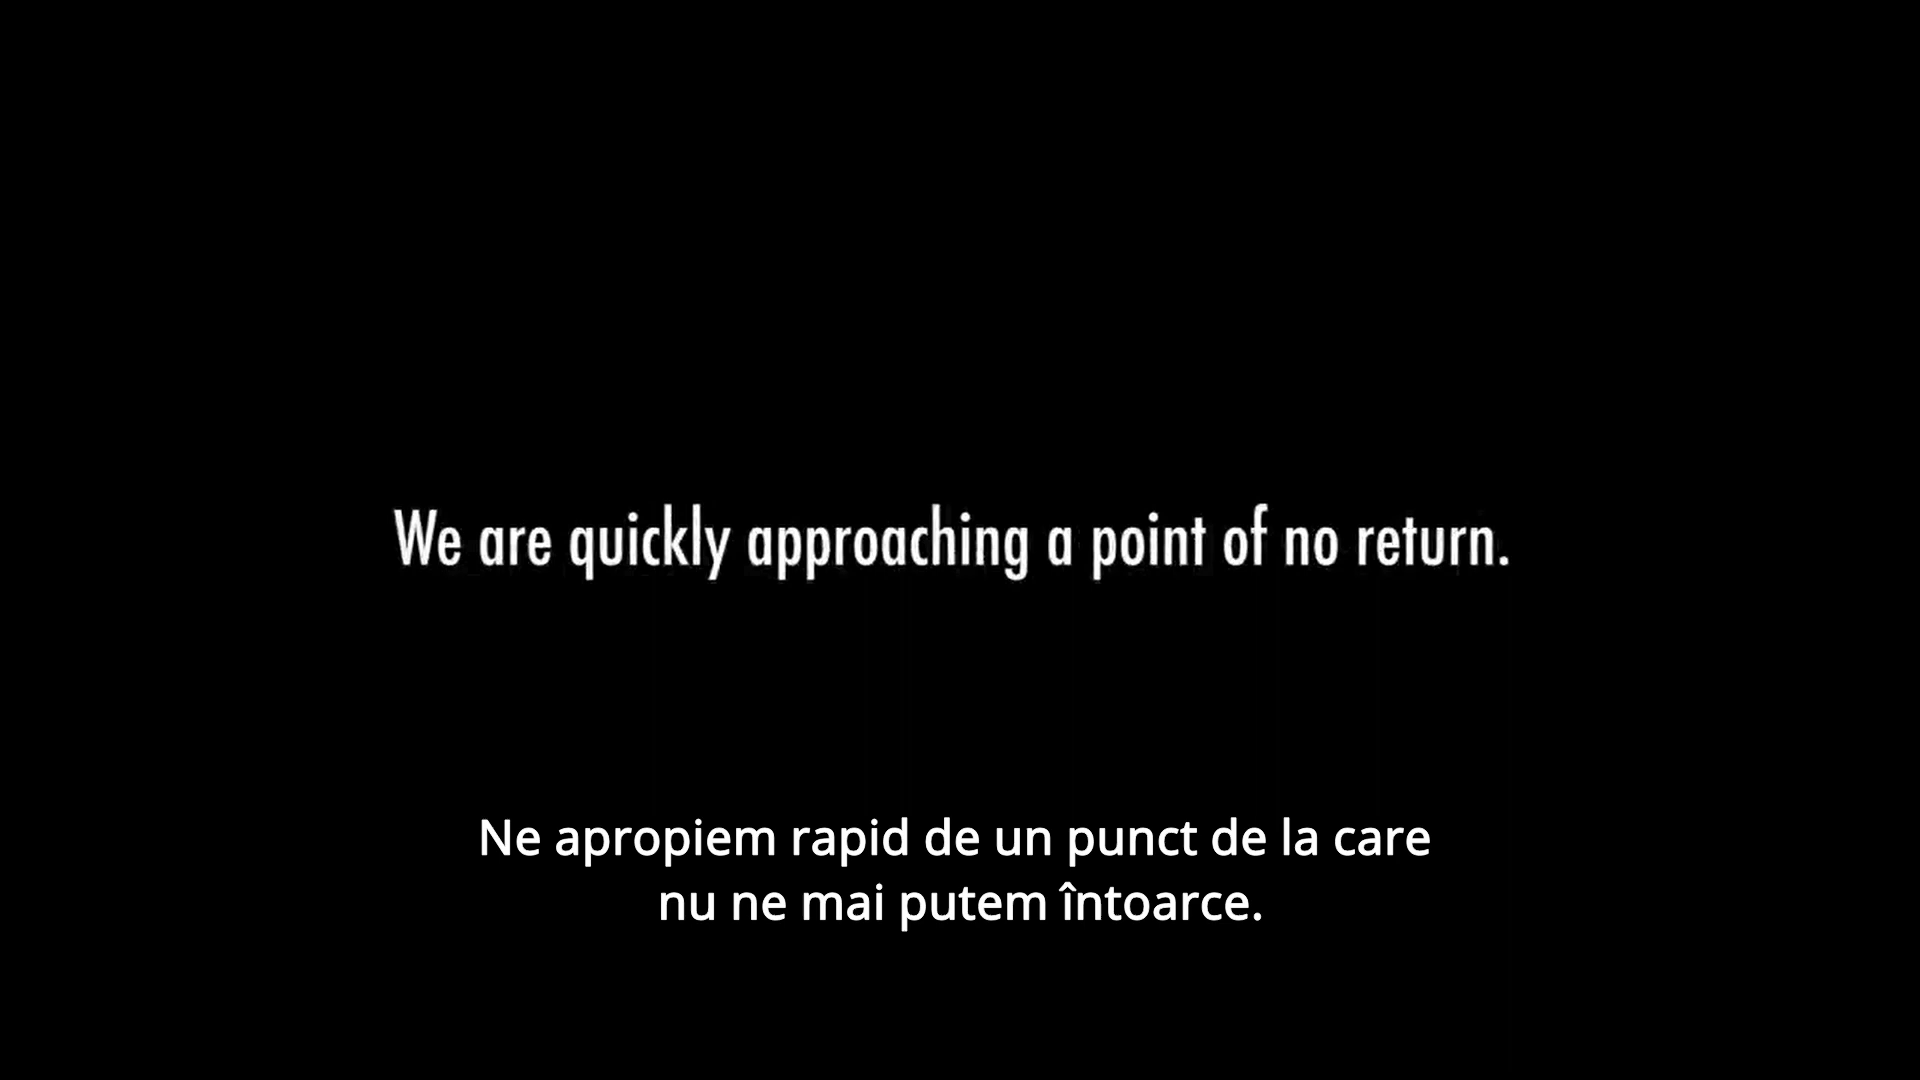 We are quickly approaching a point of no return.
Ne apropiem rapid de un punct de la care
nu ne mai putem întoarce.